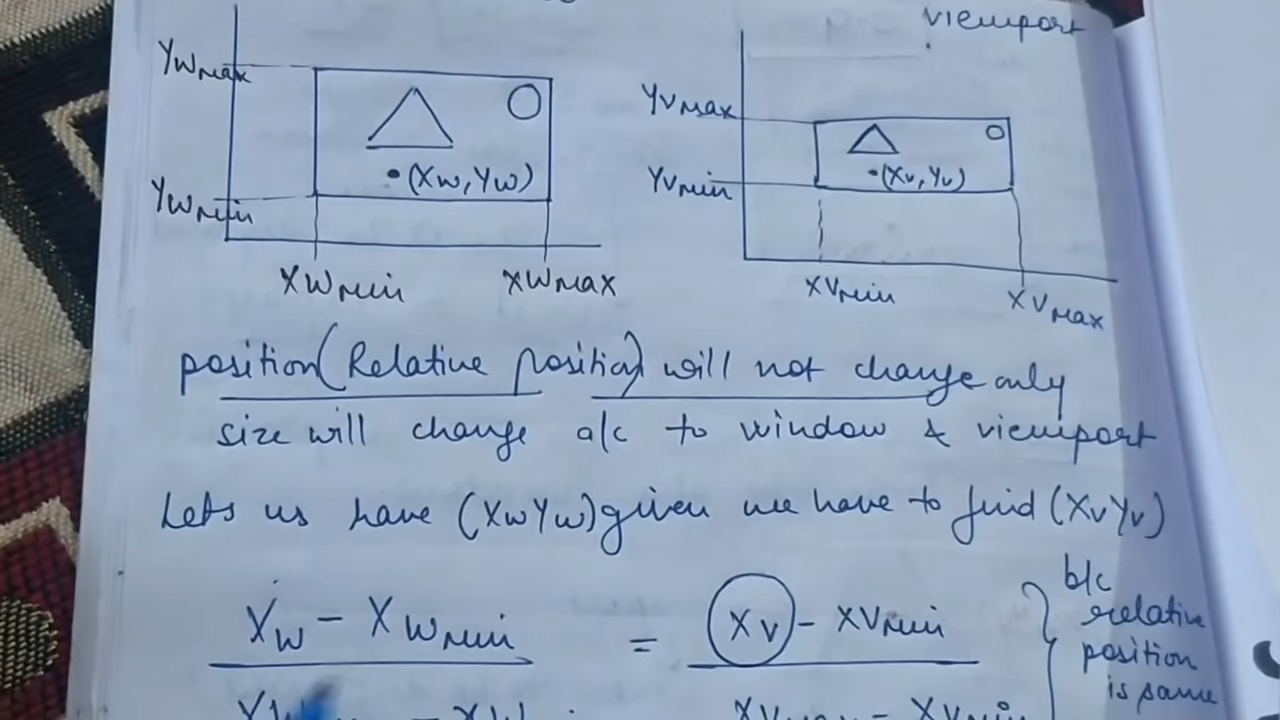 viewport
YWmax
YWmin
(Xw, Yw)
XWmin
XWmax
YVmax
YVmin
(Xv, Yv)
XVmin
XVmax
position (Relative position) will not change only
size will change a/c to window & viewport
Lets us have (XwYw) given we have to find (XvYv)
Xw - XWmin = Xv - XVmin
XVmax - XVmin
b/c
relative
position
is same